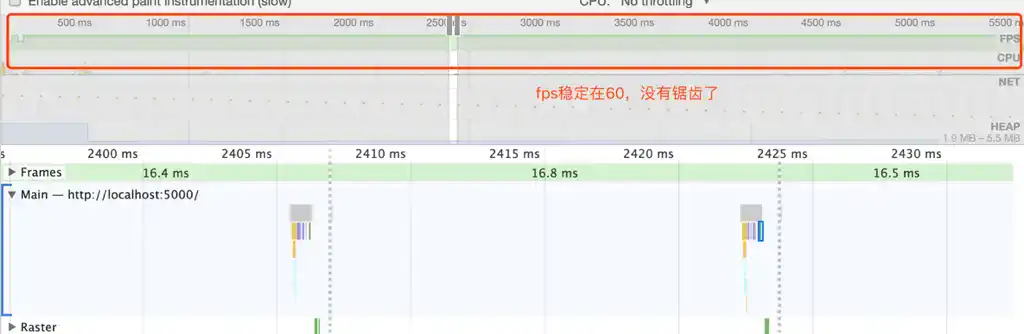 Enable advanced paint instrumentation (slow) CPU: No throttling
500 ms 1000 ms 1500 ms 2000 ms 2500 3000 ms 3500 ms 4000 ms 4500 ms 5000 ms 5500 m
FPS
CPU
NET
fps稳定在60，没有锯齿了
HEAP
1.9 MB – 5.5 MB
s 2400 ms 2405 ms 2410 ms 2415 ms 2420 ms 2425 ms 2430 ms
Frames 16.4 ms 16.8 ms 16.5 ms
Main — http://localhost:5000/
Raster